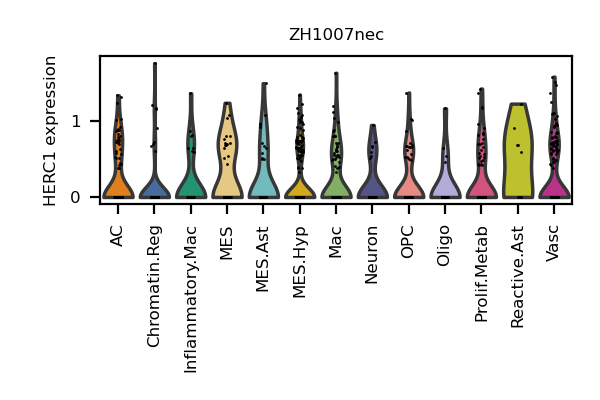 ZH1007nec
HERC1 expression
1
0
AC
Chromatin.Reg
Inflammatory.Mac
MES
MES.Ast
MES.Hyp
Mac
Neuron
OPC
Oligo
Prolif.Metab
Reactive.Ast
Vasc